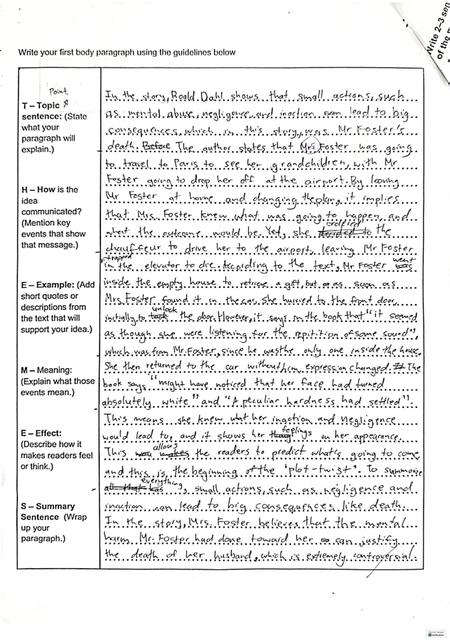 Write 2-3 sen
of the
Write your first body paragraph using the guidelines below
Point
T – Topic
sentence: (State
what your
paragraph will
explain.)
H – How is the
idea
communicated?
(Mention key
events that show
that message.)
E – Example: (Add
short quotes or
descriptions from
the text that will
support your idea.)
M – Meaning:
(Explain what those
events mean.)
E – Effect:
(Describe how it
makes readers feel
or think.)
S – Summary
Sentence (Wrap
up your
paragraph.)
In the story, Roald Dahl shows that small actions, such
as mental abuse, negligence, and inaction can lead to big
consequences, which in this story, was Mr Foster's
death. Before The author states that Mrs Foster was going
to travel to Paris to see her grandchildren, with Mr
Foster going to drop her off at the airport. By leaving
Mr Foster at home and changing the plan, it implies
that Mrs. Foster knew what was going to happen, and
what the outcome would be. Yet, she to the
chauffeur to drive her to the airport, leaving Mr Foster
trapped
in the elevator to die. According to the text, Mr Foster went
inside the empty house to retrieve a gift, but as soon as
Mrs Foster found it in the car, she hurried to the front door,
initially to unlock the door. However, it says in the book that "it
as though she were listening for the repitition of some sound",
which was from Mr. Foster, since he was the only one inside the house.
She then returned to the car without him, expression changed. The
book says "might have noticed that her face had turned
absolutely white" and "A peculiar hardness had settled".
This means she knew what her inaction and negligence
would lead to, and it shows her feelings on her appearance.
This allows the readers to predict what's going to come
and this is the beginning of the "plot-twist". To summarize
everything, small actions, such as negligence and
inaction can lead to big consequences like death.
In the story, Mrs. Foster believes that the mental
harm Mr. Foster had done toward her can justify
the death of her husband, which is extremely controversial.